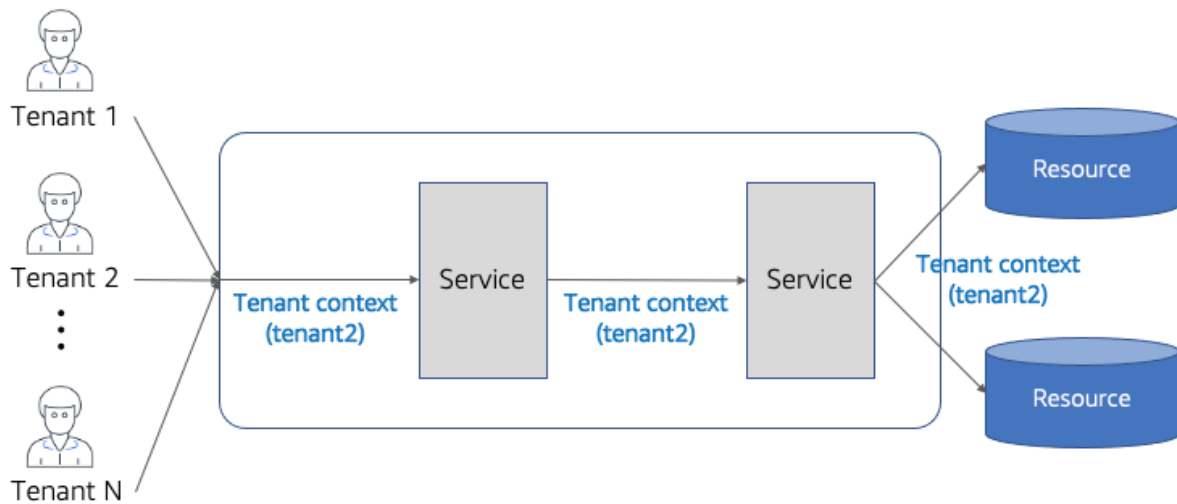 Tenant 1
Tenant 2
Tenant N
Tenant context
(tenant2)
Service
Tenant context
(tenant2)
Service
Tenant context
(tenant2)
Resource
Resource